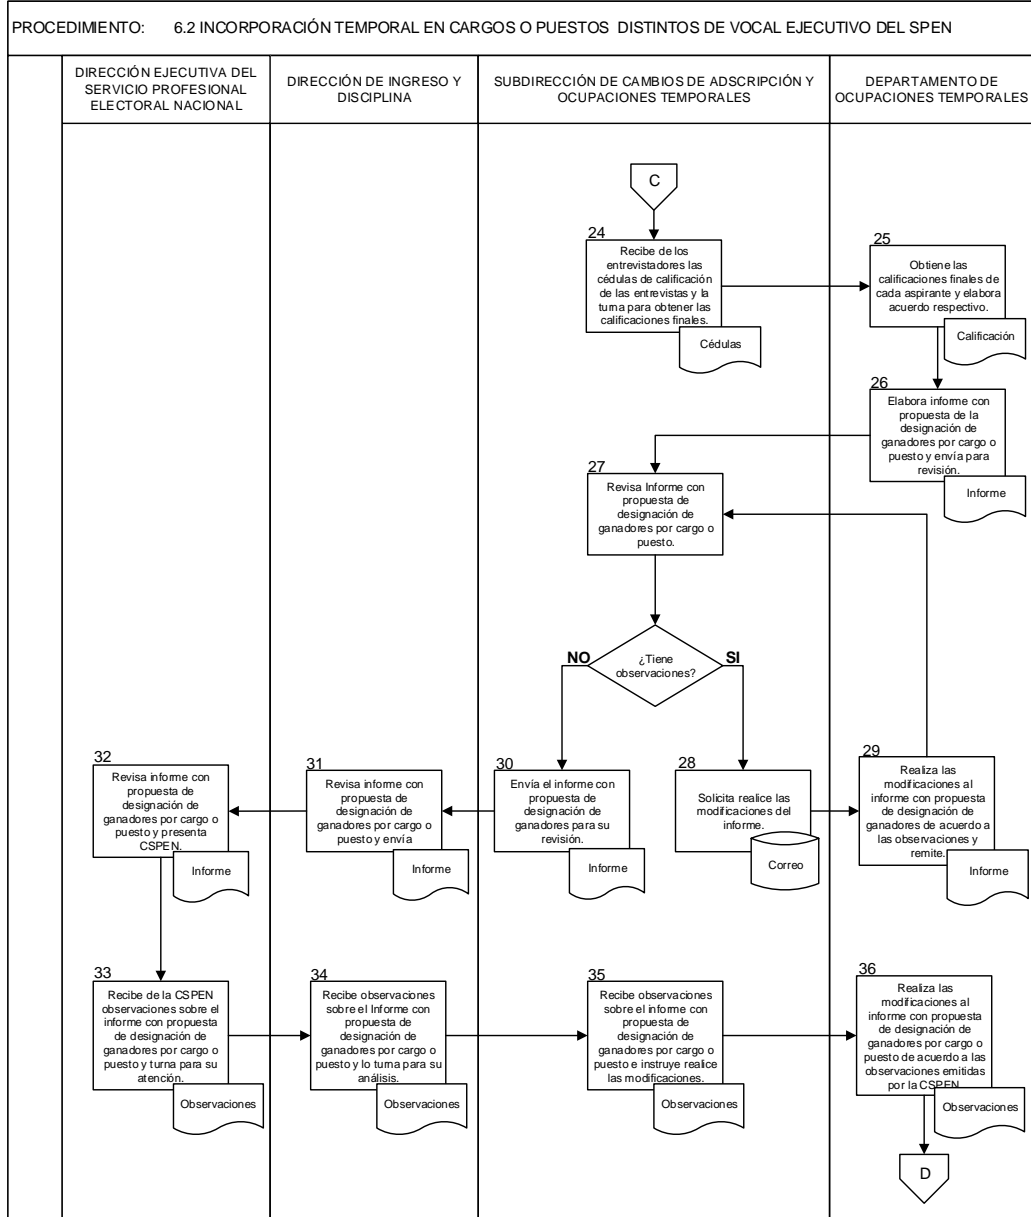 PROCEDIMIENTO: 6.2 INCORPORACIÓN TEMPORAL EN CARGOS O PUESTOS DISTINTOS DE VOCAL EJECUTIVO DEL SPEN
DIRECCIÓN EJECUTIVA DEL
SERVICIO PROFESIONAL
ELECTORAL NACIONAL
DIRECCIÓN DE INGRESO Y
DISCIPLINA
SUBDIRECCIÓN DE CAMBIOS DE ADSCRIPCIÓN Y
OCUPACIONES TEMPORALES
DEPARTAMENTO DE
OCUPACIONES TEMPORALES
C
24
Recibe de los
entrevistadores las
cédulas de calificación
de las entrevistas y la
turna para obtener las
calificaciones finales.
Cédulas
25
Obtiene las
calificaciones finales de
cada aspirante y elabora
acuerdo respectivo.
Calificación
26
Elabora informe con
propuesta de la
designación de
ganadores por cargo o
puesto y envía para
revisión.
Informe
27
Revisa Informe con
propuesta de
designación de
ganadores por cargo o
puesto.
¿Tiene
observaciones?
NO
SI
28
Solicita realice las
modificaciones del
informe.
Correo
29
Realiza las
modificaciones al
informe con propuesta
de designación de
ganadores de acuerdo a
las observaciones y
remite.
Informe
30
Envía el informe con
propuesta de
designación de
ganadores para su
revisión.
Informe
31
Revisa informe con
propuesta de
designación de
ganadores por cargo o
puesto y envía
Informe
32
Revisa informe con
propuesta de
designación de
ganadores por cargo o
puesto y presenta
CSPEN.
Informe
33
Recibe de la CSPEN
observaciones sobre el
informe con propuesta
de designación de
ganadores por cargo o
puesto y turna para su
atención.
Observaciones
34
Recibe observaciones
sobre el Informe con
propuesta de
designación de
ganadores por cargo o
puesto y lo turna para su
análisis.
Observaciones
35
Recibe observaciones
sobre el informe con
propuesta de
designación de
ganadores por cargo o
puesto e instruye realice
las modificaciones.
Observaciones
36
Realiza las
modificaciones al
informe con propuesta
de designación de
ganadores por cargo o
puesto de acuerdo a las
observaciones emitidas
por la CSPEN.
Observaciones
D